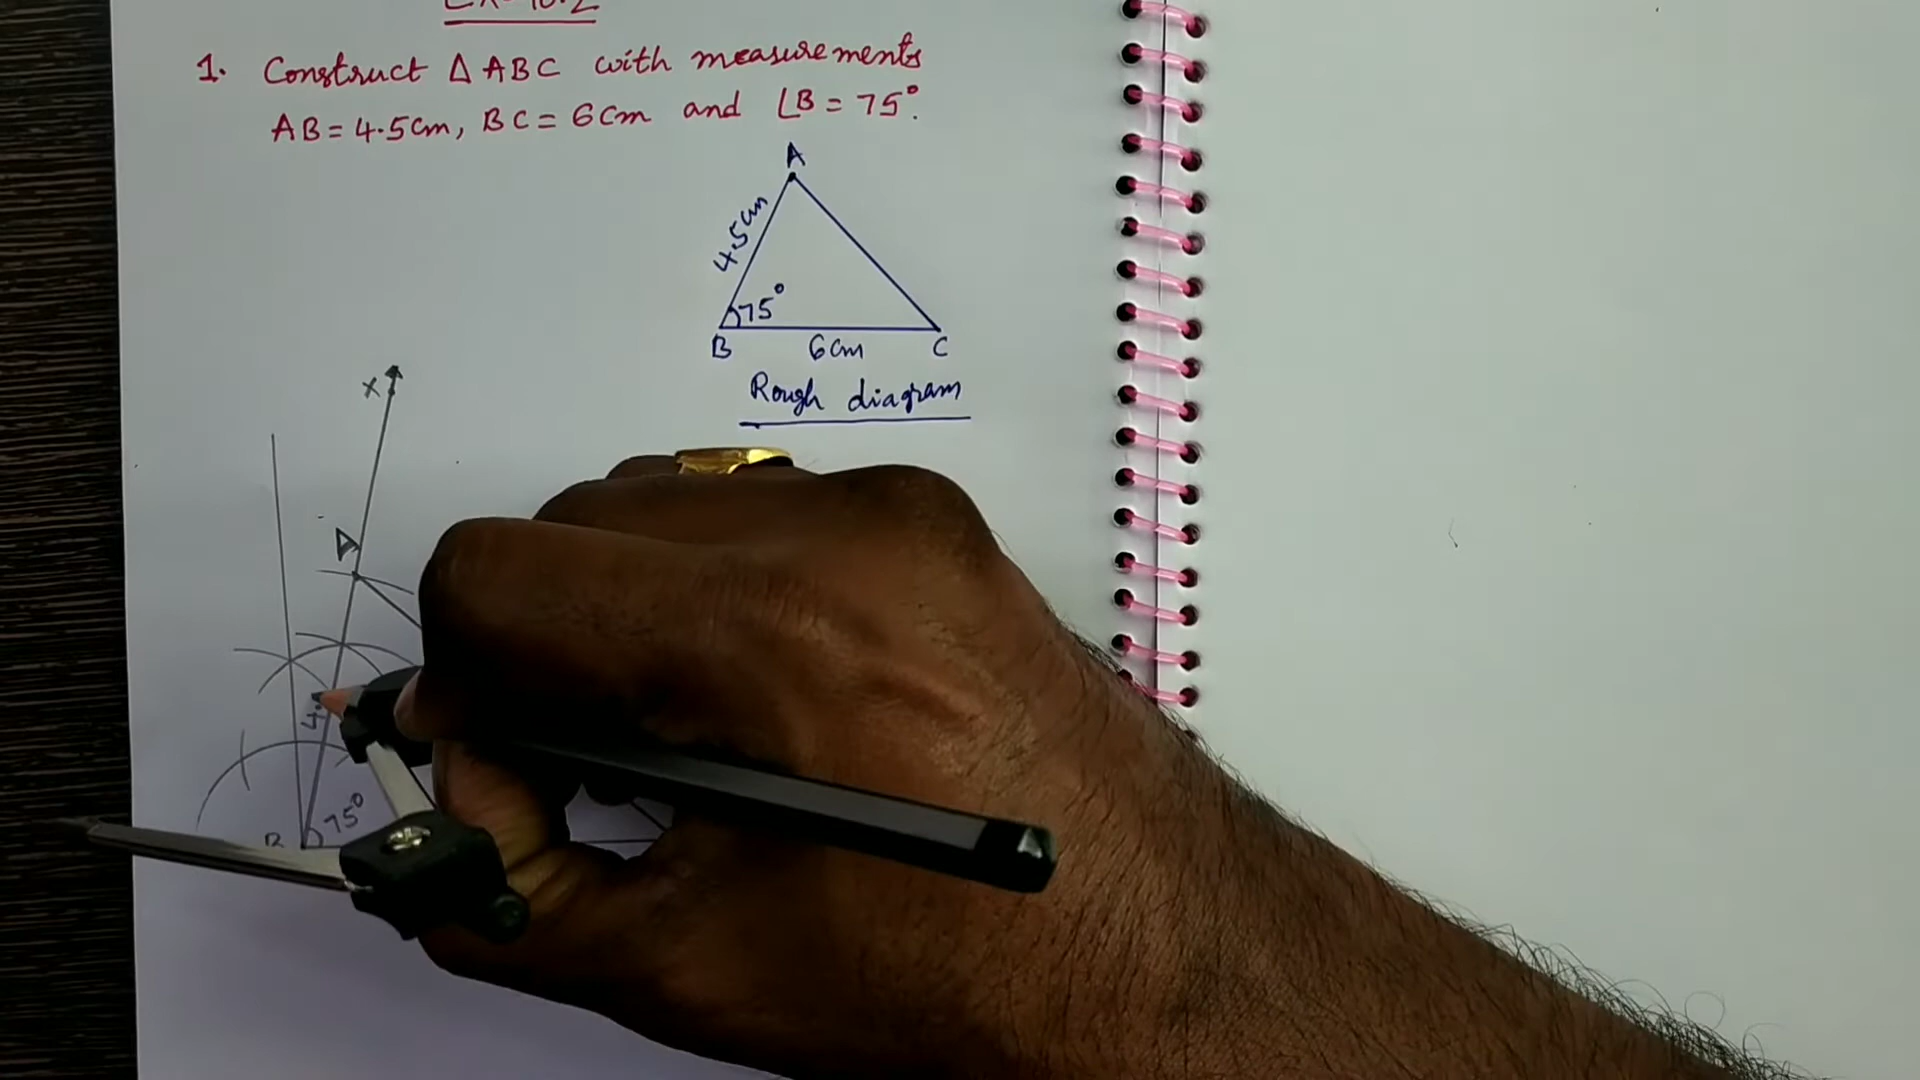 1. Construct Δ ABC with measurements
AB = 4.5cm, BC = 6cm and ∠B = 75°.
A
4.5cm
75°
B
6cm
C
Rough diagram
X
A
4.
75°